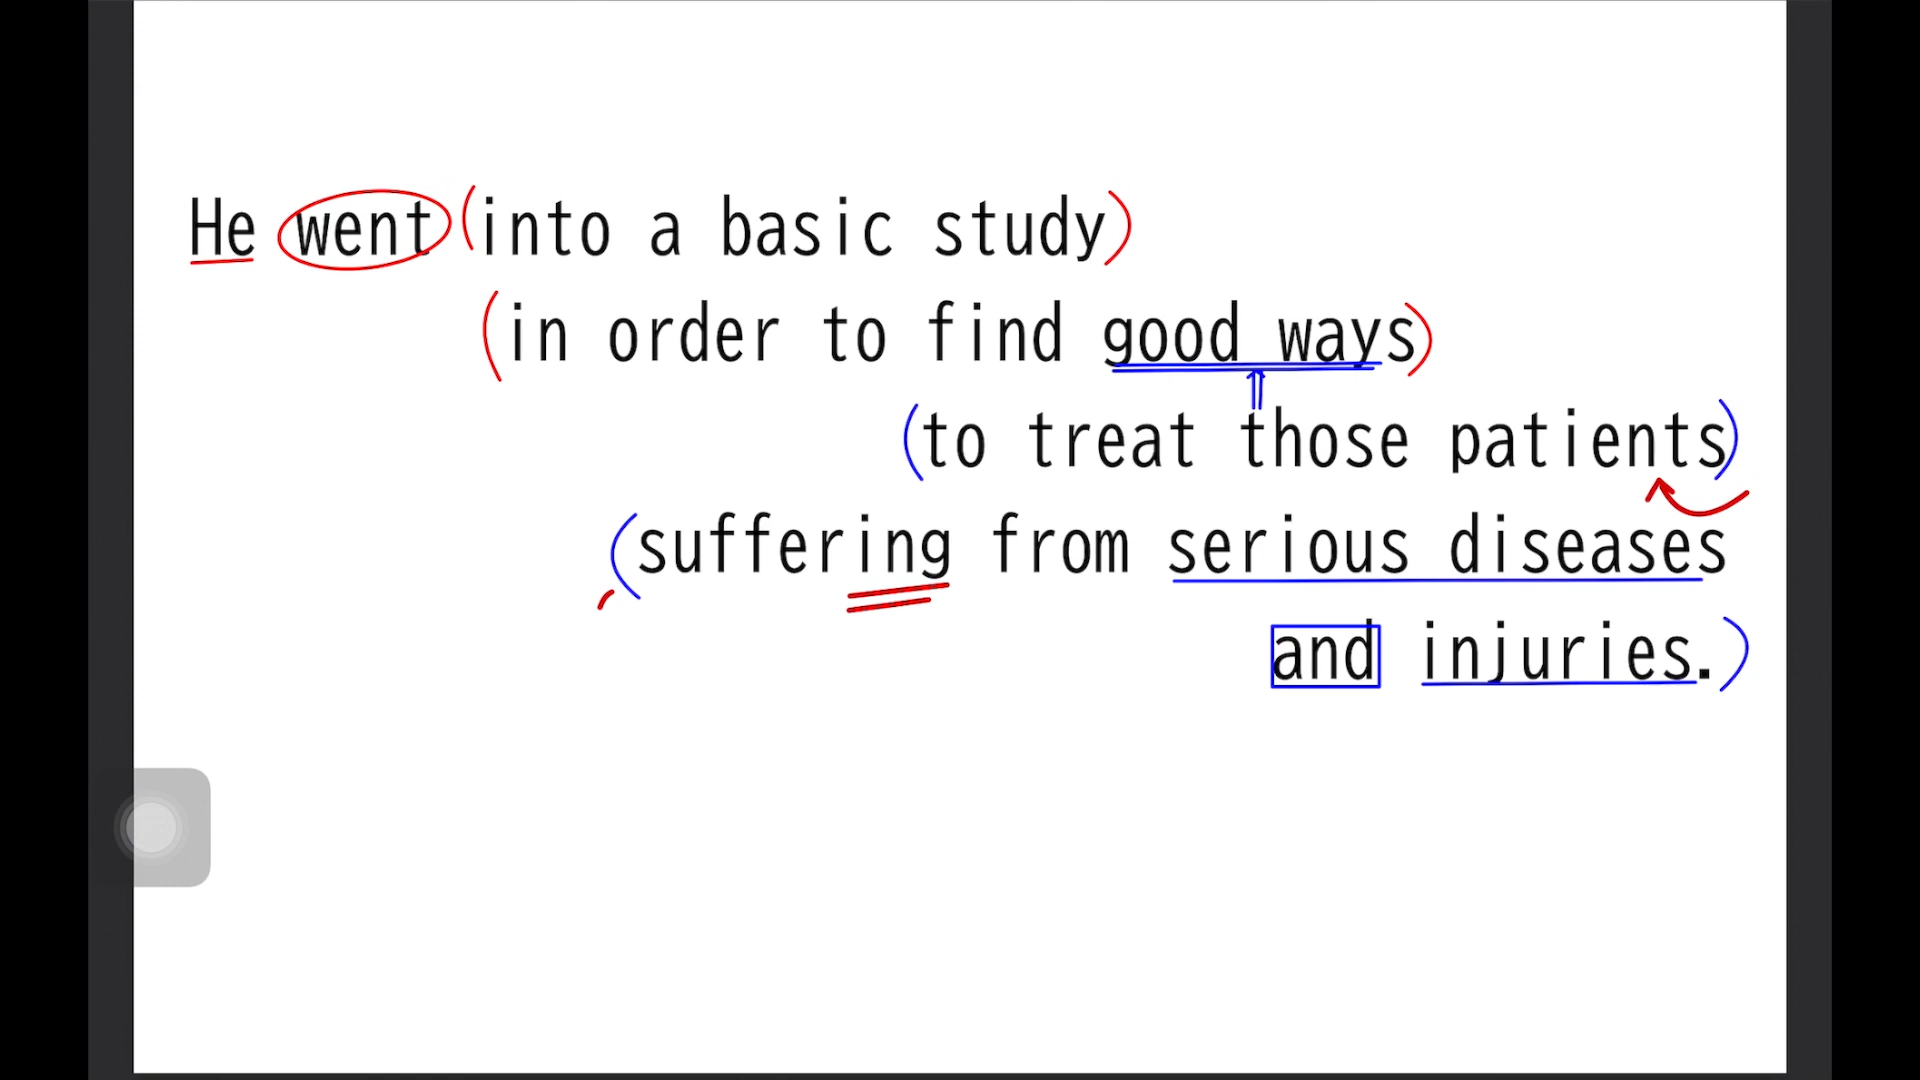 He went (into a basic study)
(in order to find good ways)
(to treat those patients)
(suffering from serious diseases
and injuries.)